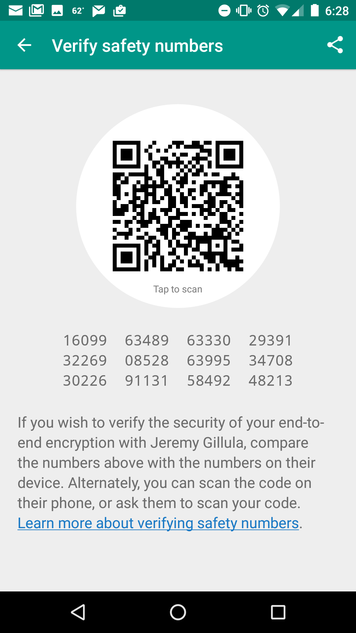 62° 6:28
Verify safety numbers
Tap to scan
16099 63489 63330 29391
32269 08528 63995 34708
30226 91131 58492 48213
If you wish to verify the security of your end-to-
end encryption with Jeremy Gillula, compare
the numbers above with the numbers on their
device. Alternately, you can scan the code on
their phone, or ask them to scan your code.
Learn more about verifying safety numbers.